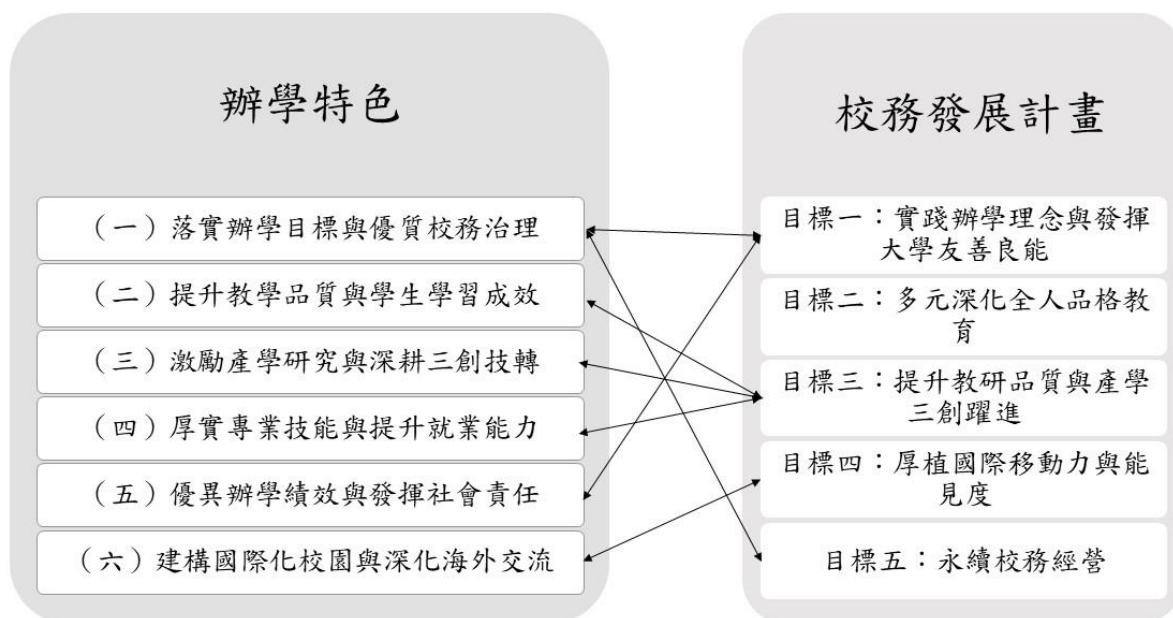 辦學特色
（一）落實辦學目標與優質校務治理
（二）提升教學品質與學生學習成效
（三）激勵產學研究與深耕三創技轉
（四）厚實專業技能與提升就業能力
（五）優異辦學績效與發揮社會責任
（六）建構國際化校園與深化海外交流
校務發展計畫
目標一：實踐辦學理念與發揮
大學友善良能
目標二：多元深化全人品格教
育
目標三：提升教研品質與產學
三創躍進
目標四：厚植國際移動力與能
見度
目標五：永續校務經營